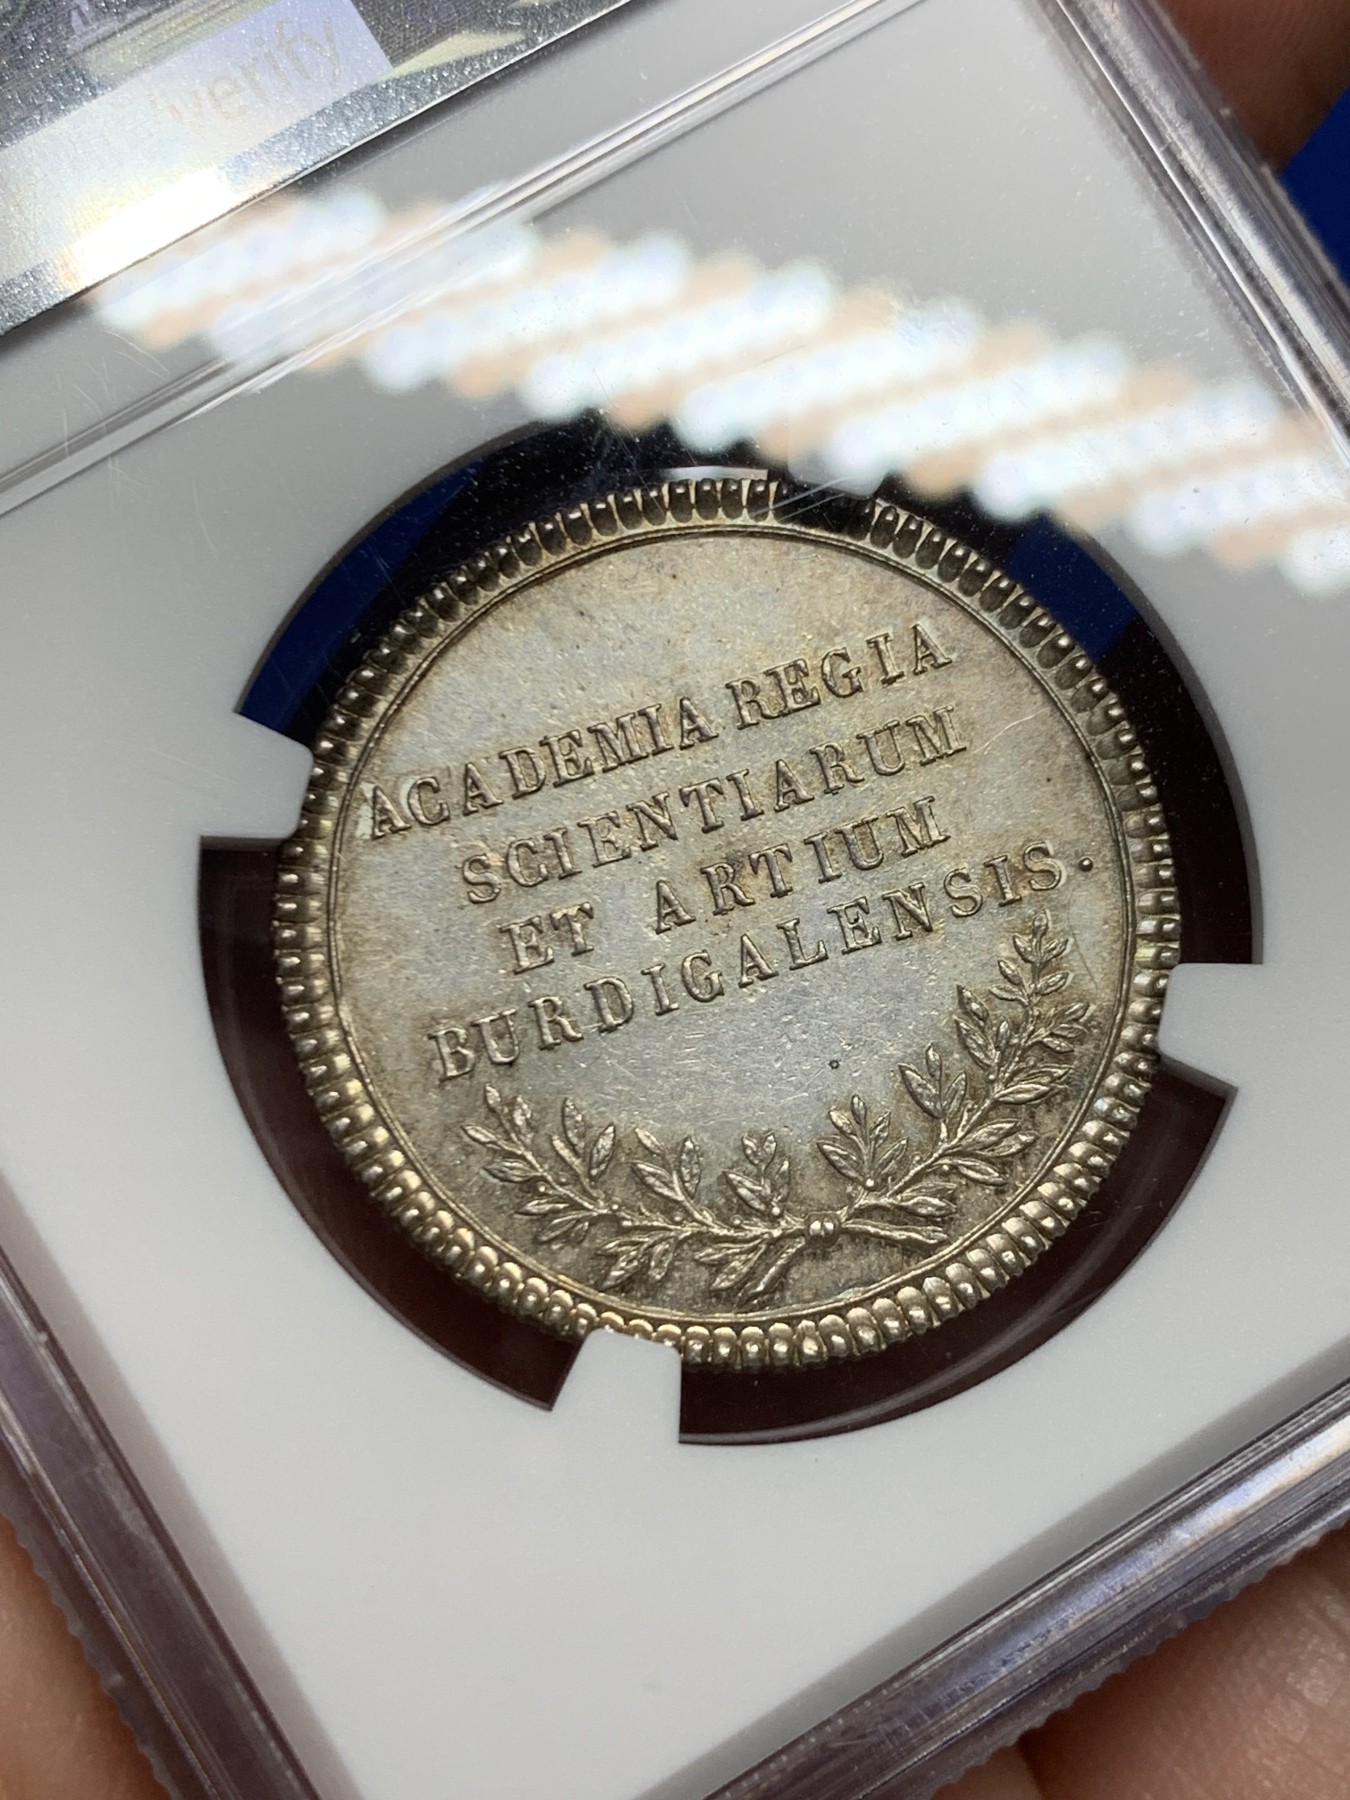 verify
ACADEMIA REGIA
SCIENTIARUM
ET ARTIUM
BURDIGALENSIS.